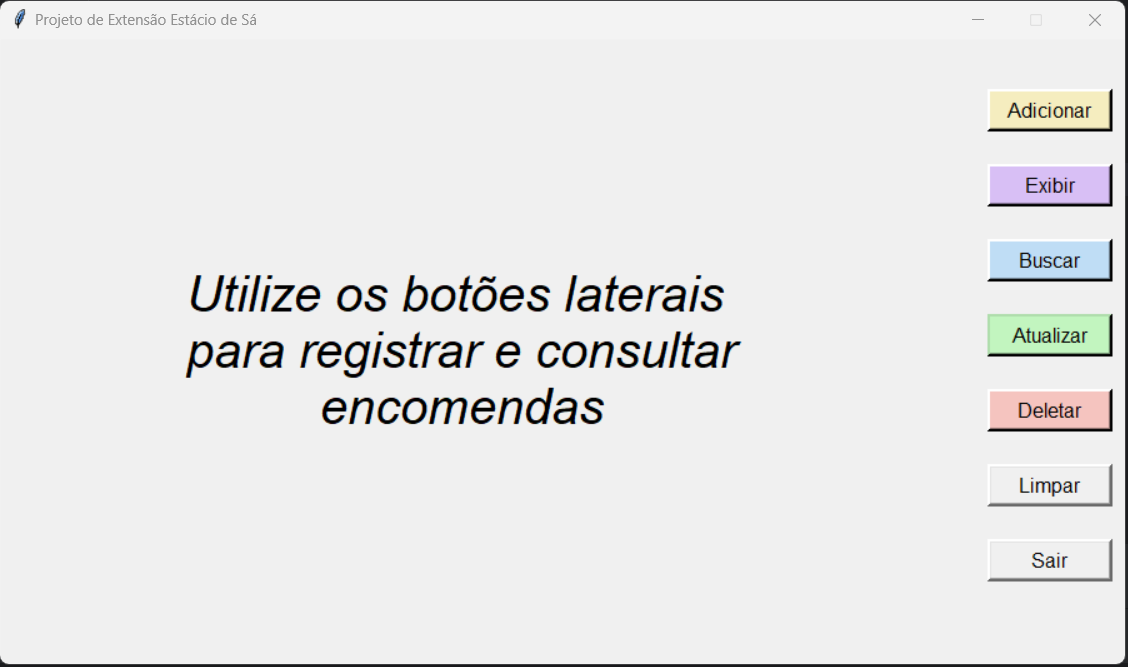 Projeto de Extensão Estácio de Sá
Adicionar
Exibir
Buscar
Utilize os botões laterais
para registrar e consultar
encomendas
Atualizar
Deletar
Limpar
Sair